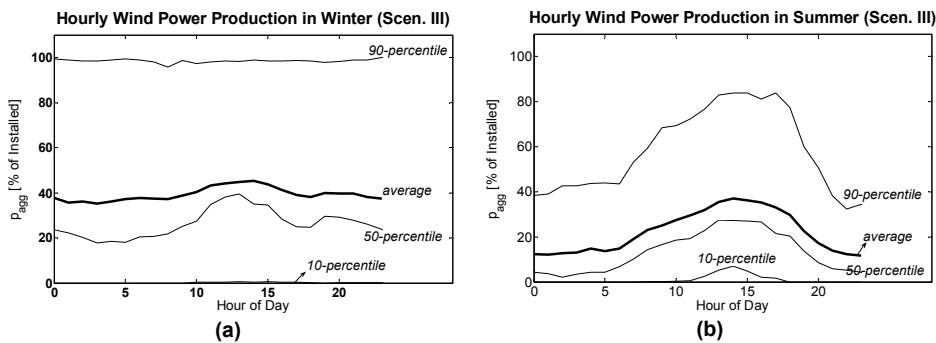 Hourly Wind Power Production in Winter (Scen. III)
90-percentile
100
80
60
40
20
0
p_agg [% of Installed]
average
50-percentile
10-percentile
0 5 10 15 20
Hour of Day
(a)
Hourly Wind Power Production in Summer (Scen. III)
100
80
60
40
20
0
p_agg [% of Installed]
90-percentile
average
10-percentile
50-percentile
0 5 10 15 20
Hour of Day
(b)